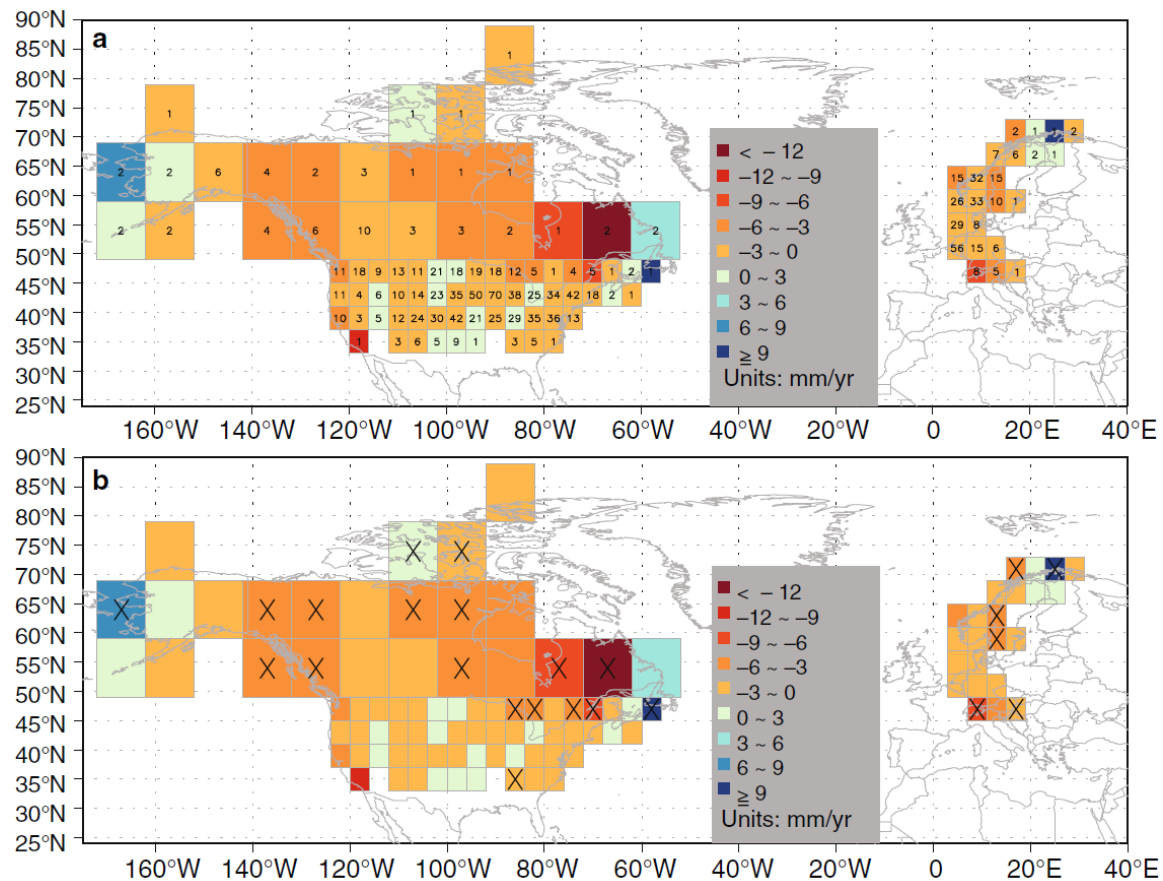 90°N
85°N
80°N
75°N
70°N
65°N
60°N
55°N
50°N
45°N
40°N
35°N
30°N
25°N
a
1
1 1 1
2 2 6 4 2 3 1 1 1
2 2 4 6 10 3 3 2 1 2 2
11 18 9 13 11 21 18 19 18 12 5 1 4 5 1 2 1
11 4 6 10 14 23 35 50 70 38 25 34 42 18 2 1
10 3 5 12 24 30 42 21 25 29 35 36 13
1 3 6 5 9 1 3 5 1
2 1 1 2
7 6 2 1
15 32 15
26 33 10 1
29 8
56 15 6
8 5 1
< − 12
−12 ~ −9
−9 ~ −6
−6 ~ −3
−3 ~ 0
0 ~ 3
3 ~ 6
6 ~ 9
≧ 9
Units: mm/yr
160°W 140°W 120°W 100°W 80°W 60°W 40°W 20°W 0 20°E 40°E
90°N
85°N
80°N
75°N
70°N
65°N
60°N
55°N
50°N
45°N
40°N
35°N
30°N
25°N
b
< − 12
−12 ~ −9
−9 ~ −6
−6 ~ −3
−3 ~ 0
0 ~ 3
3 ~ 6
6 ~ 9
≧ 9
Units: mm/yr
160°W 140°W 120°W 100°W 80°W 60°W 40°W 20°W 0 20°E 40°E